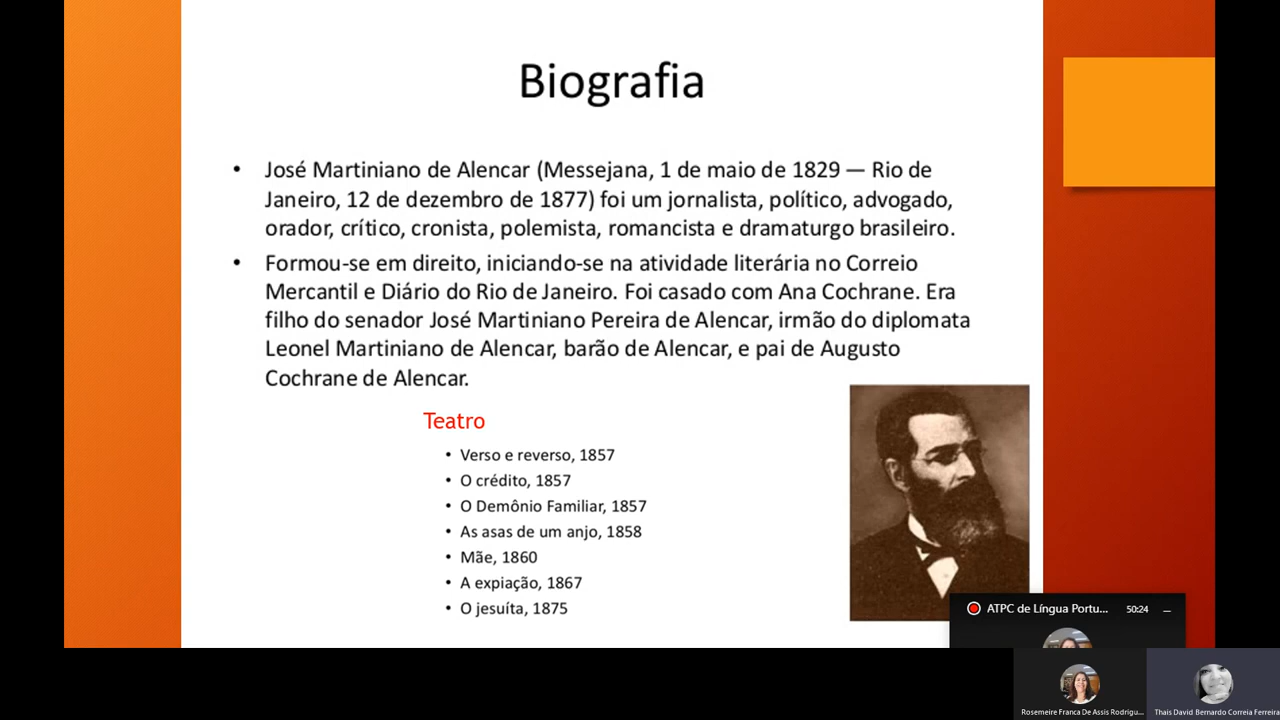 Biografia
• José Martiniano de Alencar (Messejana, 1 de maio de 1829 — Rio de
Janeiro, 12 de dezembro de 1877) foi um jornalista, político, advogado,
orador, crítico, cronista, polemista, romancista e dramaturgo brasileiro.
• Formou-se em direito, iniciando-se na atividade literária no Correio
Mercantil e Diário do Rio de Janeiro. Foi casado com Ana Cochrane. Era
filho do senador José Martiniano Pereira de Alencar, irmão do diplomata
Leonel Martiniano de Alencar, barão de Alencar, e pai de Augusto
Cochrane de Alencar.
Teatro
• Verso e reverso, 1857
• O crédito, 1857
• O Demônio Familiar, 1857
• As asas de um anjo, 1858
• Mãe, 1860
• A expiação, 1867
• O jesuíta, 1875
ATPC de Língua Portu... 50:24
Rosemeire Franca De Assis Rodrigu...
Thais David Bernardo Correia Ferreira